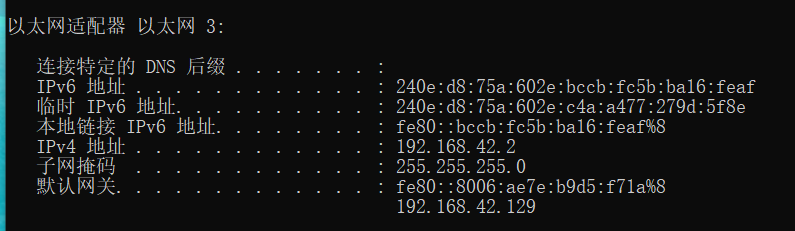 以太网适配器 以太网 3:
连接特定的 DNS 后缀 . . . . . . . :
IPv6 地址 . . . . . . . . . . . . : 240e:d8:75a:602e:bccb:fc5b:ba16:feaf
临时 IPv6 地址. . . . . . . . . . : 240e:d8:75a:602e:c4a:a477:279d:5f8e
本地链接 IPv6 地址. . . . . . . . : fe80::bccb:fc5b:ba16:feaf%8
IPv4 地址 . . . . . . . . . . . . : 192.168.42.2
子网掩码 . . . . . . . . . . . . : 255.255.255.0
默认网关. . . . . . . . . . . . . : fe80::8006:ae7e:b9d5:f71a%8
192.168.42.129